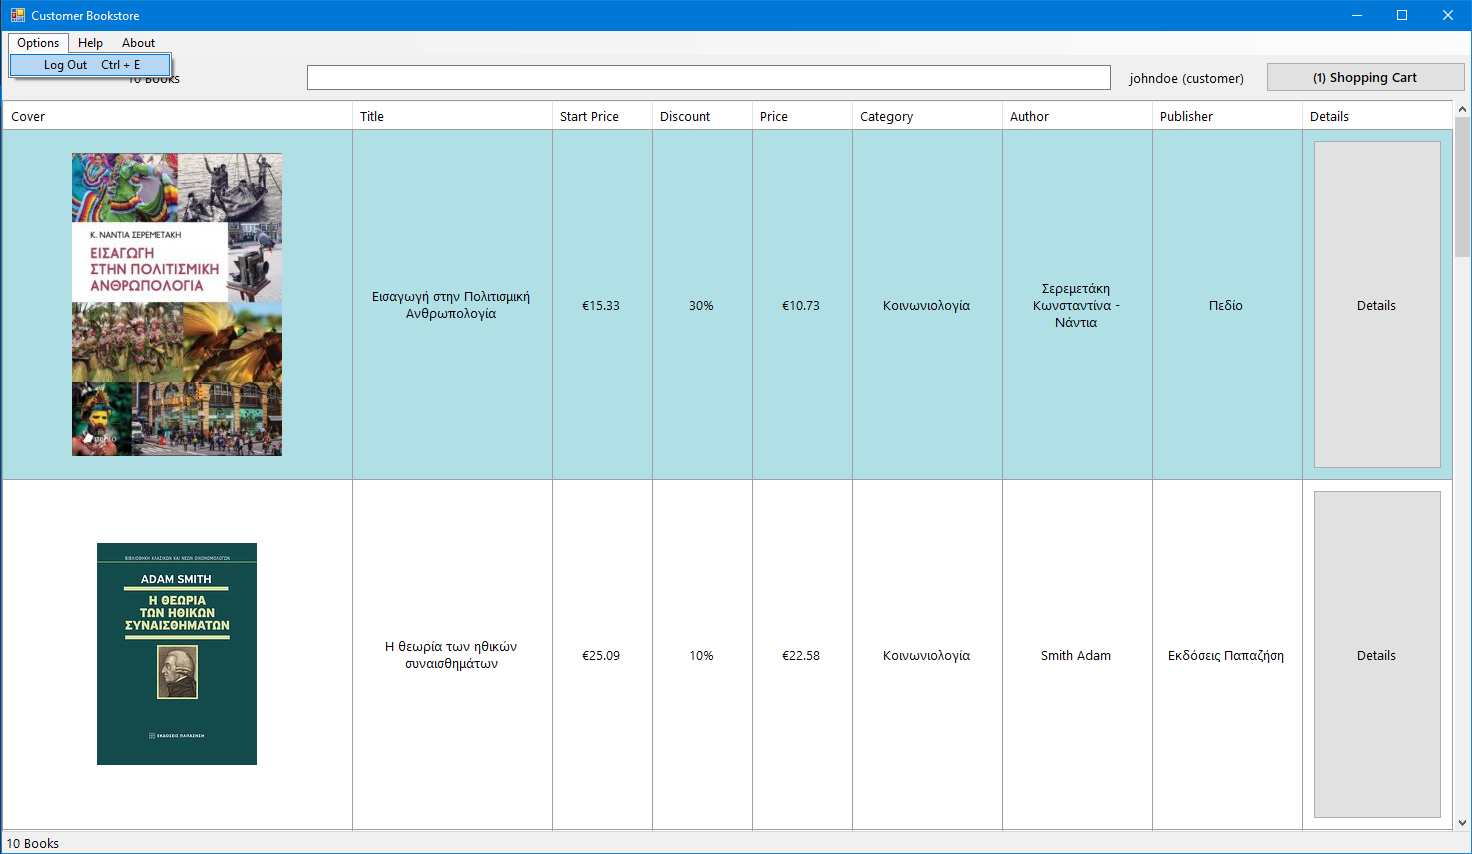 Customer Bookstore
Options Help About
Log Out Ctrl + E
10 Books
johndoe (customer)
(1) Shopping Cart
Cover Title Start Price Discount Price Category Author Publisher Details
Κ. ΝΑΝΤΙΑ ΣΕΡΕΜΕΤΑΚΗ
ΕΙΣΑΓΩΓΗ
ΣΤΗΝ ΠΟΛΙΤΙΣΜΙΚΗ
ΑΝΘΡΩΠΟΛΟΓΙΑ
πεδίο
Εισαγωγή στην Πολιτισμική
Ανθρωπολογία
€15.33
30%
€10.73
Κοινωνιολογία
Σερεμετάκη
Κωνσταντίνα -
Νάντια
Πεδίο
Details
ΒΙΒΛΙΟΘΗΚΗ ΚΛΑΣΙΚΩΝ ΚΑΙ ΝΕΩΝ ΟΙΚΟΝΟΜΟΛΟΓΩΝ
ADAM SMITH
Η ΘΕΩΡΙΑ
ΤΩΝ ΗΘΙΚΩΝ
ΣΥΝΑΙΣΘΗΜΑΤΩΝ
ΕΚΔΟΣΕΙΣ ΠΑΠΑΖΗΣΗ
Η θεωρία των ηθικών
συναισθημάτων
€25.09
10%
€22.58
Κοινωνιολογία
Smith Adam
Εκδόσεις Παπαζήση
Details
10 Books